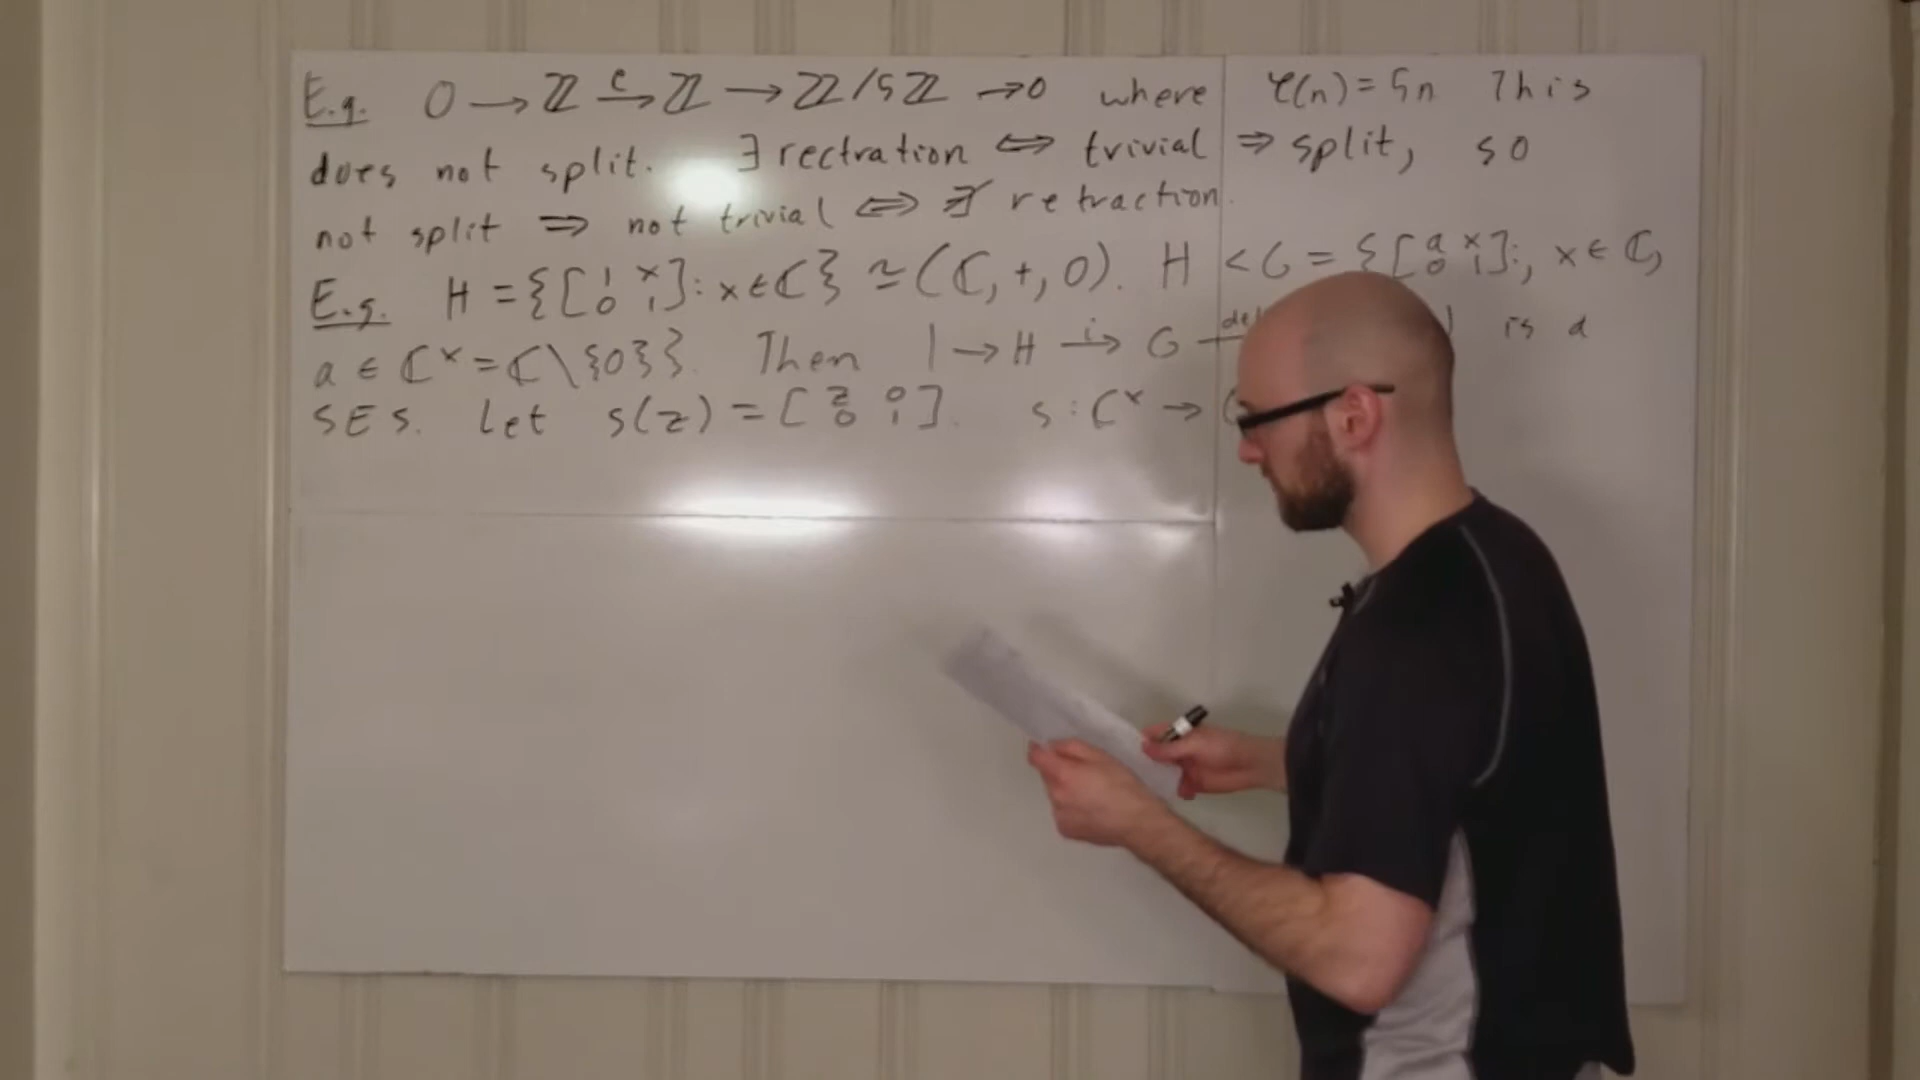 E.g. 0 → ℤ →^φ ℤ → ℤ/5ℤ → 0 where φ(n) = 5n This
does not split. ∃ rectration ⇔ trivial ⇒ split, so
not split ⇒ not trivial ⇔ ∄ retraction.
E.g. H = {[1 x; 0 1] : x ∈ ℂ} ≃ (ℂ, +, 0). H < G = {[a x; 0 1] :, x ∈ ℂ,
a ∈ ℂ^x = ℂ \ {0}}. Then 1 → H →^i G is a
SES. Let s(z) = [z 0; 0 1]. s : ℂ^x →